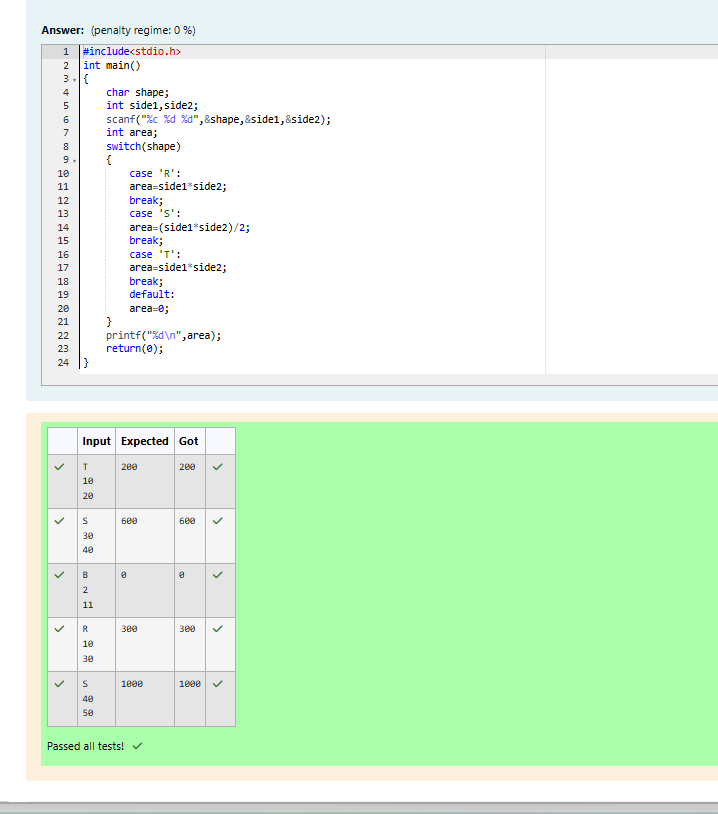 Answer: (penalty regime: 0 %)
1 #include<stdio.h>
2 int main()
3 {
4     char shape;
5     int side1,side2;
6     scanf("%c %d %d",&shape,&side1,&side2);
7     int area;
8     switch(shape)
9     {
10         case 'R':
11         area=side1*side2;
12         break;
13         case 'S':
14         area=(side1*side2)/2;
15         break;
16         case 'T':
17         area=side1*side2;
18         break;
19         default:
20         area=0;
21     }
22     printf("%d\n",area);
23     return(0);
24 }
Input Expected Got
T 200 200
10
20
S 600 600
30
40
B 0 0
2
11
R 300 300
10
30
S 1000 1000
40
50
Passed all tests!